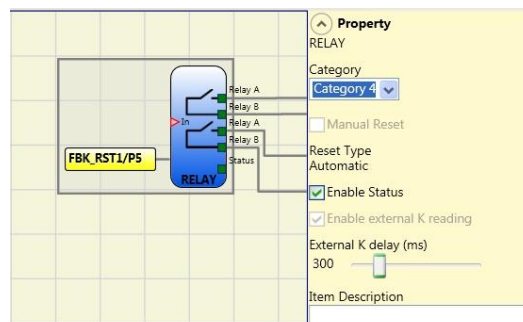 Property
RELAY
Category
Category 4
Manual Reset
Reset Type
Automatic
Enable Status
Enable external K reading
External K delay (ms)
300
Item Description
Relay A
Relay B
In
Relay A
Relay B
Status
FBK_RST1/P5
RELAY